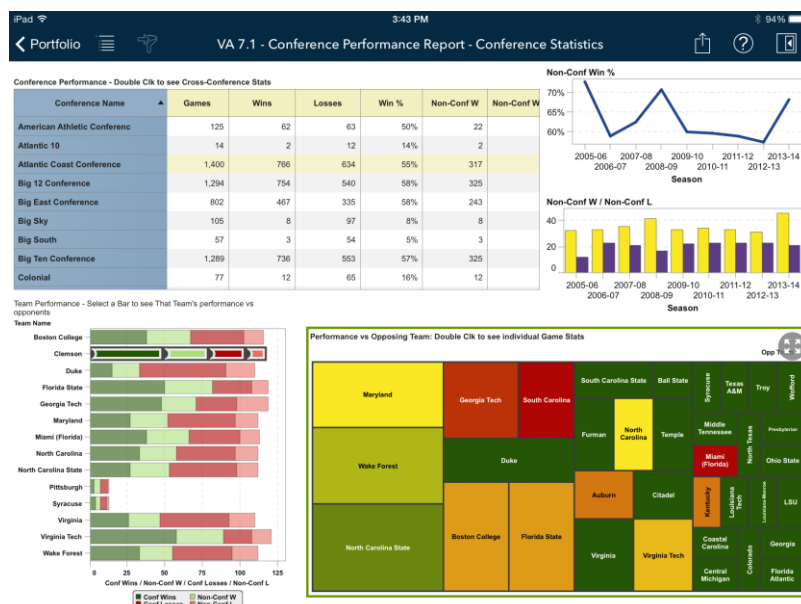 iPad 3:43 PM 94%
Portfolio VA 7.1 - Conference Performance Report - Conference Statistics
Conference Performance - Double Clk to see Cross-Conference Stats
Conference Name Games Wins Losses Win % Non-Conf W Non-Conf W
American Athletic Conferenc 125 62 63 50% 22
Atlantic 10 14 2 12 14% 2
Atlantic Coast Conference 1,400 766 634 55% 317
Big 12 Conference 1,294 754 540 58% 325
Big East Conference 802 467 335 58% 243
Big Sky 105 8 97 8% 8
Big South 57 3 54 5% 3
Big Ten Conference 1,289 736 553 57% 325
Colonial 77 12 65 16% 12
Non-Conf Win %
70%
65%
60%
2005-06 2007-08 2009-10 2011-12 2013-14
2006-07 2008-09 2010-11 2012-13
Season
Non-Conf W / Non-Conf L
40
20
0
2005-06 2007-08 2009-10 2011-12 2013-14
2006-07 2008-09 2010-11 2012-13
Season
Team Performance - Select a Bar to see That Team's performance vs
opponents
Team Name
Boston College
Clemson
Duke
Florida State
Georgia Tech
Maryland
Miami (Florida)
North Carolina
North Carolina State
Pittsburgh
Syracuse
Virginia
Virginia Tech
Wake Forest
0 25 50 75 100 125
Conf Wins / Non-Conf W / Conf Losses / Non-Conf L
Conf Wins Non-Conf W
Conf Losses Non-Conf L
Performance vs Opposing Team: Double Clk to see individual Game Stats
Opp
Maryland
Wake Forest
North Carolina State
Georgia Tech
South Carolina
Duke
Boston College
Florida State
South Carolina State
Ball State
Furman
North
Carolina
Temple
Auburn
Citadel
Virginia
Virginia Tech
Syracuse
Texas
A&M
Troy
Wofford
Middle
Tennessee
North Texas
Presbyterian
Miami
(Florida)
Ohio State
Kentucky
Louisiana
Tech
Louisiana-Monroe
LSU
Coastal
Carolina
Colorado
Georgia
Central
Michigan
Florida
Atlantic